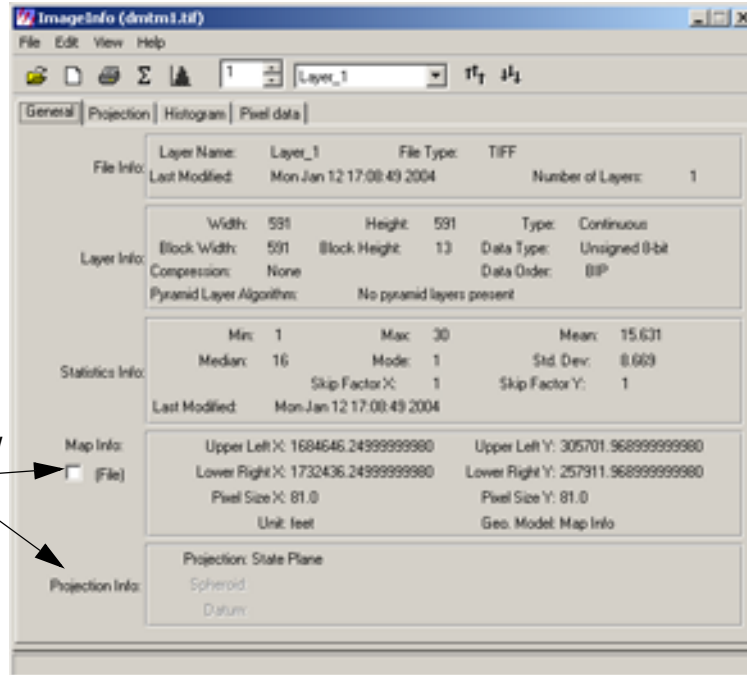 ImageInfo (dmtm1.tif)
File Edit View Help
Σ 1 Layer_1
General Projection Histogram Pixel data
File Info:
Layer Name: Layer_1 File Type: TIFF
Last Modified: Mon Jan 12 17:08:49 2004 Number of Layers: 1
Layer Info:
Width: 591 Height: 591 Type: Continuous
Block Width: 591 Block Height: 13 Data Type: Unsigned 8-bit
Compression: None Data Order: BIP
Pyramid Layer Algorithm: No pyramid layers present
Statistics Info:
Min: 1 Max: 30 Mean: 15.631
Median: 16 Mode: 1 Std. Dev: 8.669
Skip Factor X: 1 Skip Factor Y: 1
Last Modified: Mon Jan 12 17:08:49 2004
Map Info:
(File)
Upper Left X: 1684646.24999999980 Upper Left Y: 305701.968999999980
Lower Right X: 1732436.24999999980 Lower Right Y: 257911.968999999980
Pixel Size X: 81.0 Pixel Size Y: 81.0
Unit: feet Geo. Model: Map Info
Projection Info:
Projection: State Plane
Spheroid:
Datum: